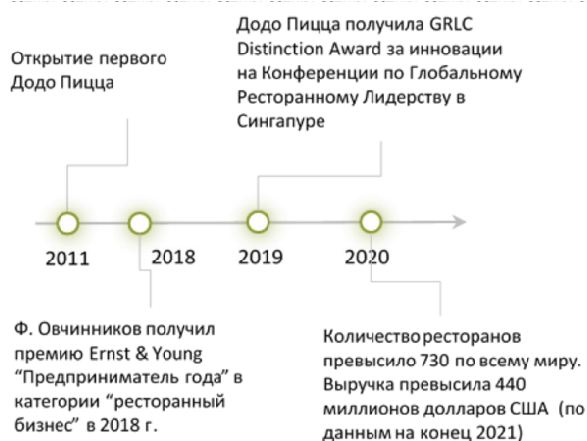 Открытие первого
Додо Пицца
Додо Пицца получила GRLC
Distinction Award за инновации
на Конференции по Глобальному
Ресторанному Лидерству в
Сингапуре
2011
2018
2019
2020
Ф. Овчинников получил
премию Ernst & Young
“Предприниматель года” в
категории “ресторанный
бизнес” в 2018 г.
Количество ресторанов
превысило 730 по всему миру.
Выручка превысила 440
миллионов долларов США (по
данным на конец 2021)